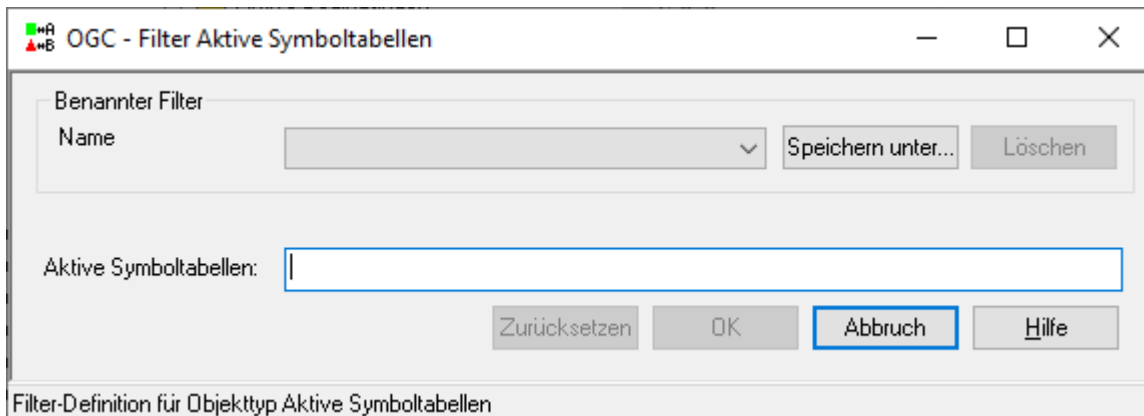 OGC - Filter Aktive Symboltabellen
Benannter Filter
Name
Speichern unter...
Löschen
Aktive Symboltabellen:
Zurücksetzen
OK
Abbruch
Hilfe
Filter-Definition für Objekttyp Aktive Symboltabellen